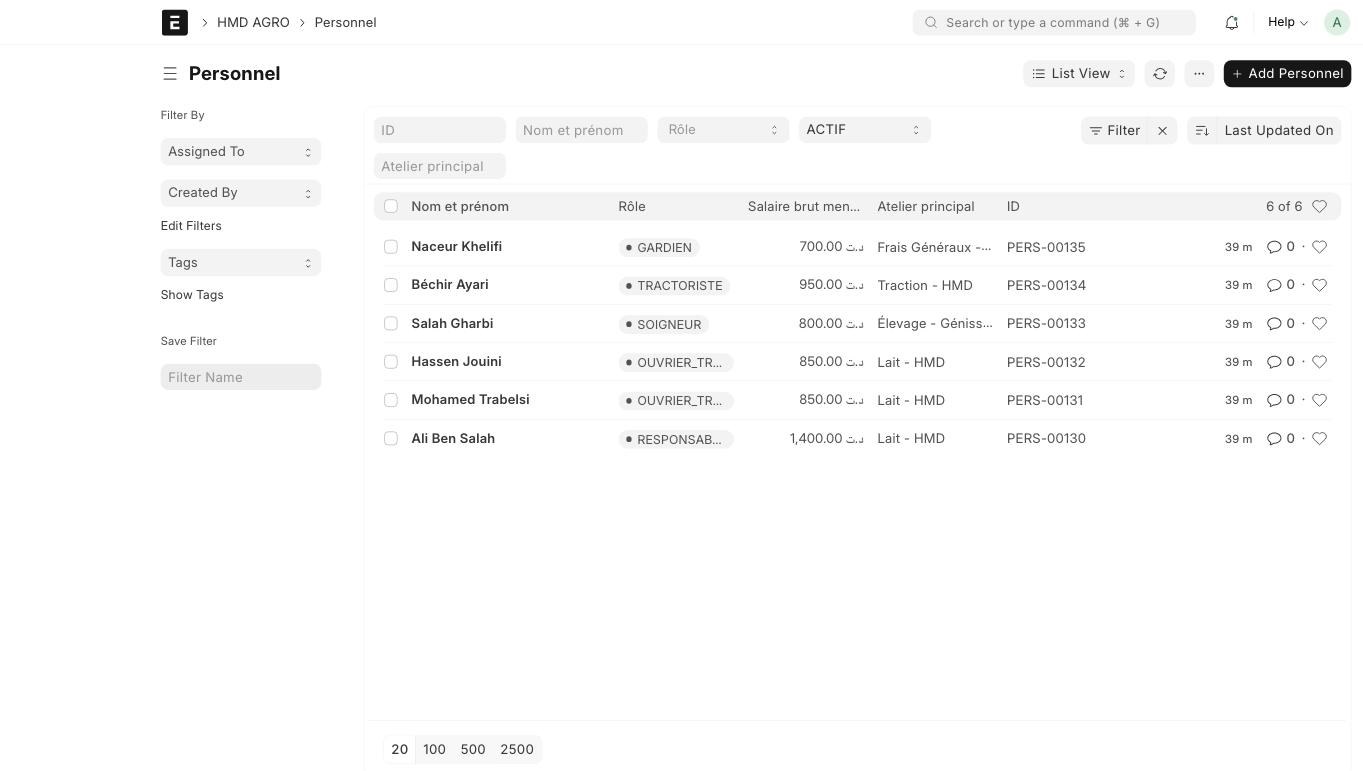 E > HMD AGRO > Personnel
Search or type a command (⌘ + G)
Help
A
Personnel
List View
...
+ Add Personnel
Filter By
Assigned To
Created By
Edit Filters
Tags
Show Tags
Save Filter
Filter Name
ID
Nom et prénom
Rôle
ACTIF
Filter
Last Updated On
Atelier principal
Nom et prénom Rôle Salaire brut men... Atelier principal ID 6 of 6
Naceur Khelifi GARDIEN 700.00 د.ت Frais Généraux -... PERS-00135 39 m 0 ·
Béchir Ayari TRACTORISTE 950.00 د.ت Traction - HMD PERS-00134 39 m 0 ·
Salah Gharbi SOIGNEUR 800.00 د.ت Élevage - Géniss... PERS-00133 39 m 0 ·
Hassen Jouini OUVRIER_TR... 850.00 د.ت Lait - HMD PERS-00132 39 m 0 ·
Mohamed Trabelsi OUVRIER_TR... 850.00 د.ت Lait - HMD PERS-00131 39 m 0 ·
Ali Ben Salah RESPONSAB... 1,400.00 د.ت Lait - HMD PERS-00130 39 m 0 ·
20 100 500 2500